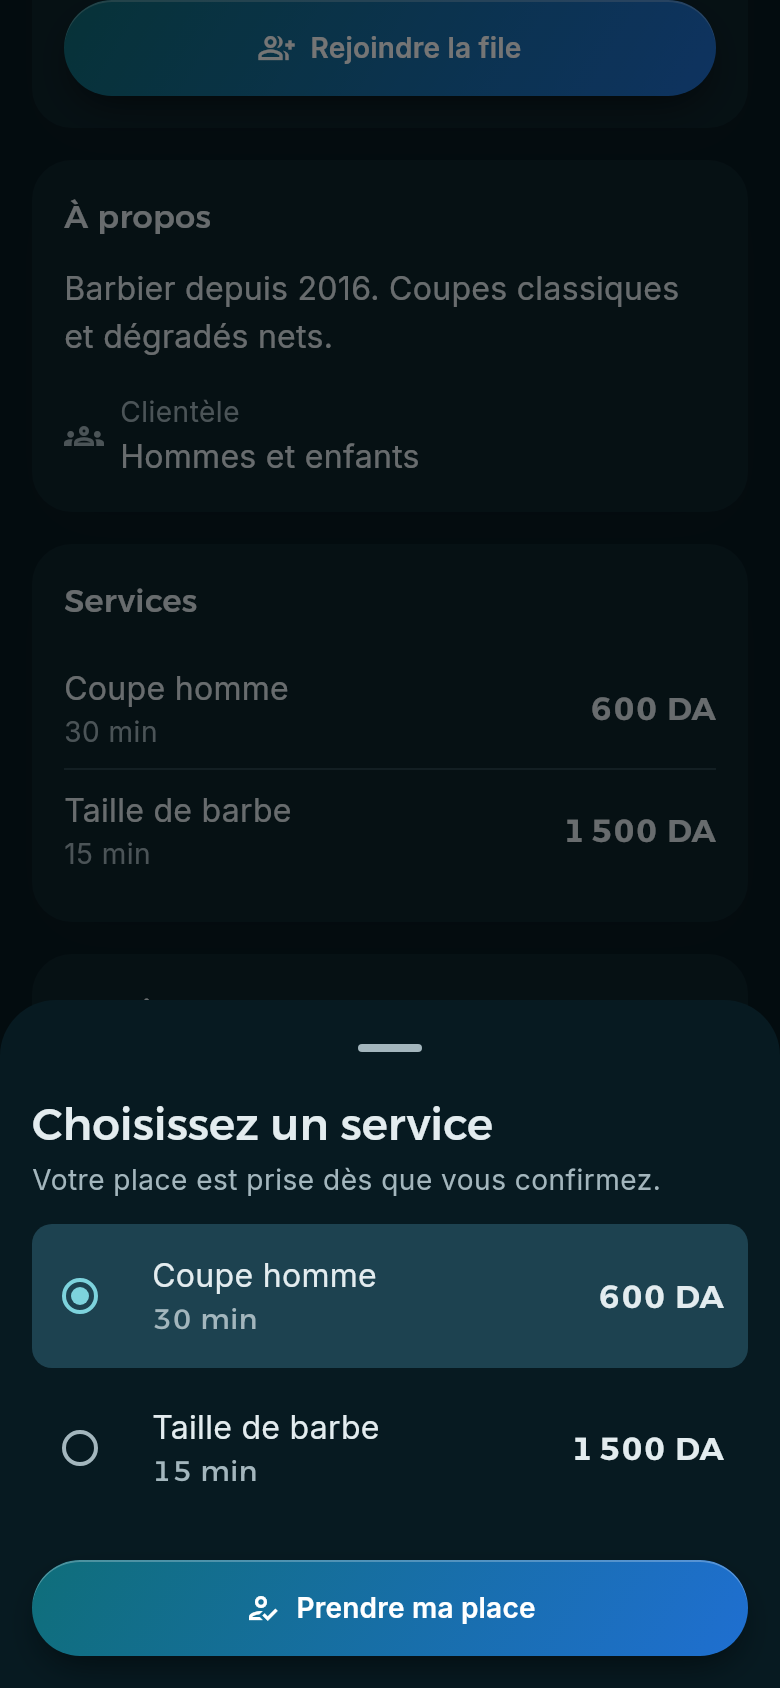 Rejoindre la file
À propos
Barbier depuis 2016. Coupes classiques
et dégradés nets.
Clientèle
Hommes et enfants
Services
Coupe homme
30 min
600 DA
Taille de barbe
15 min
1 500 DA
Choisissez un service
Votre place est prise dès que vous confirmez.
Coupe homme
30 min
600 DA
Taille de barbe
15 min
1 500 DA
Prendre ma place